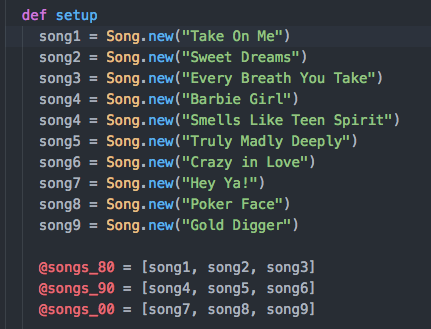 def setup
song1 = Song.new("Take On Me")
song2 = Song.new("Sweet Dreams")
song3 = Song.new("Every Breath You Take")
song4 = Song.new("Barbie Girl")
song4 = Song.new("Smells Like Teen Spirit")
song5 = Song.new("Truly Madly Deeply")
song6 = Song.new("Crazy in Love")
song7 = Song.new("Hey Ya!")
song8 = Song.new("Poker Face")
song9 = Song.new("Gold Digger")
@songs_80 = [song1, song2, song3]
@songs_90 = [song4, song5, song6]
@songs_00 = [song7, song8, song9]